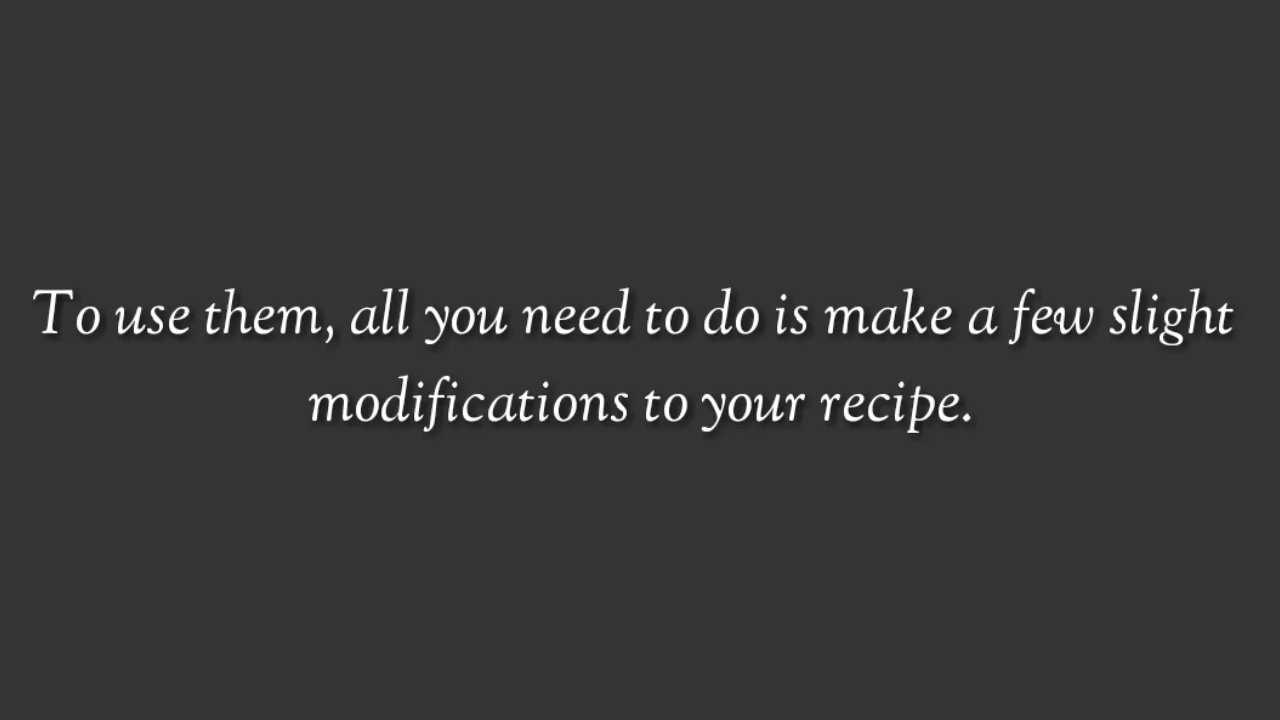 To use them, all you need to do is make a few slight
modifications to your recipe.